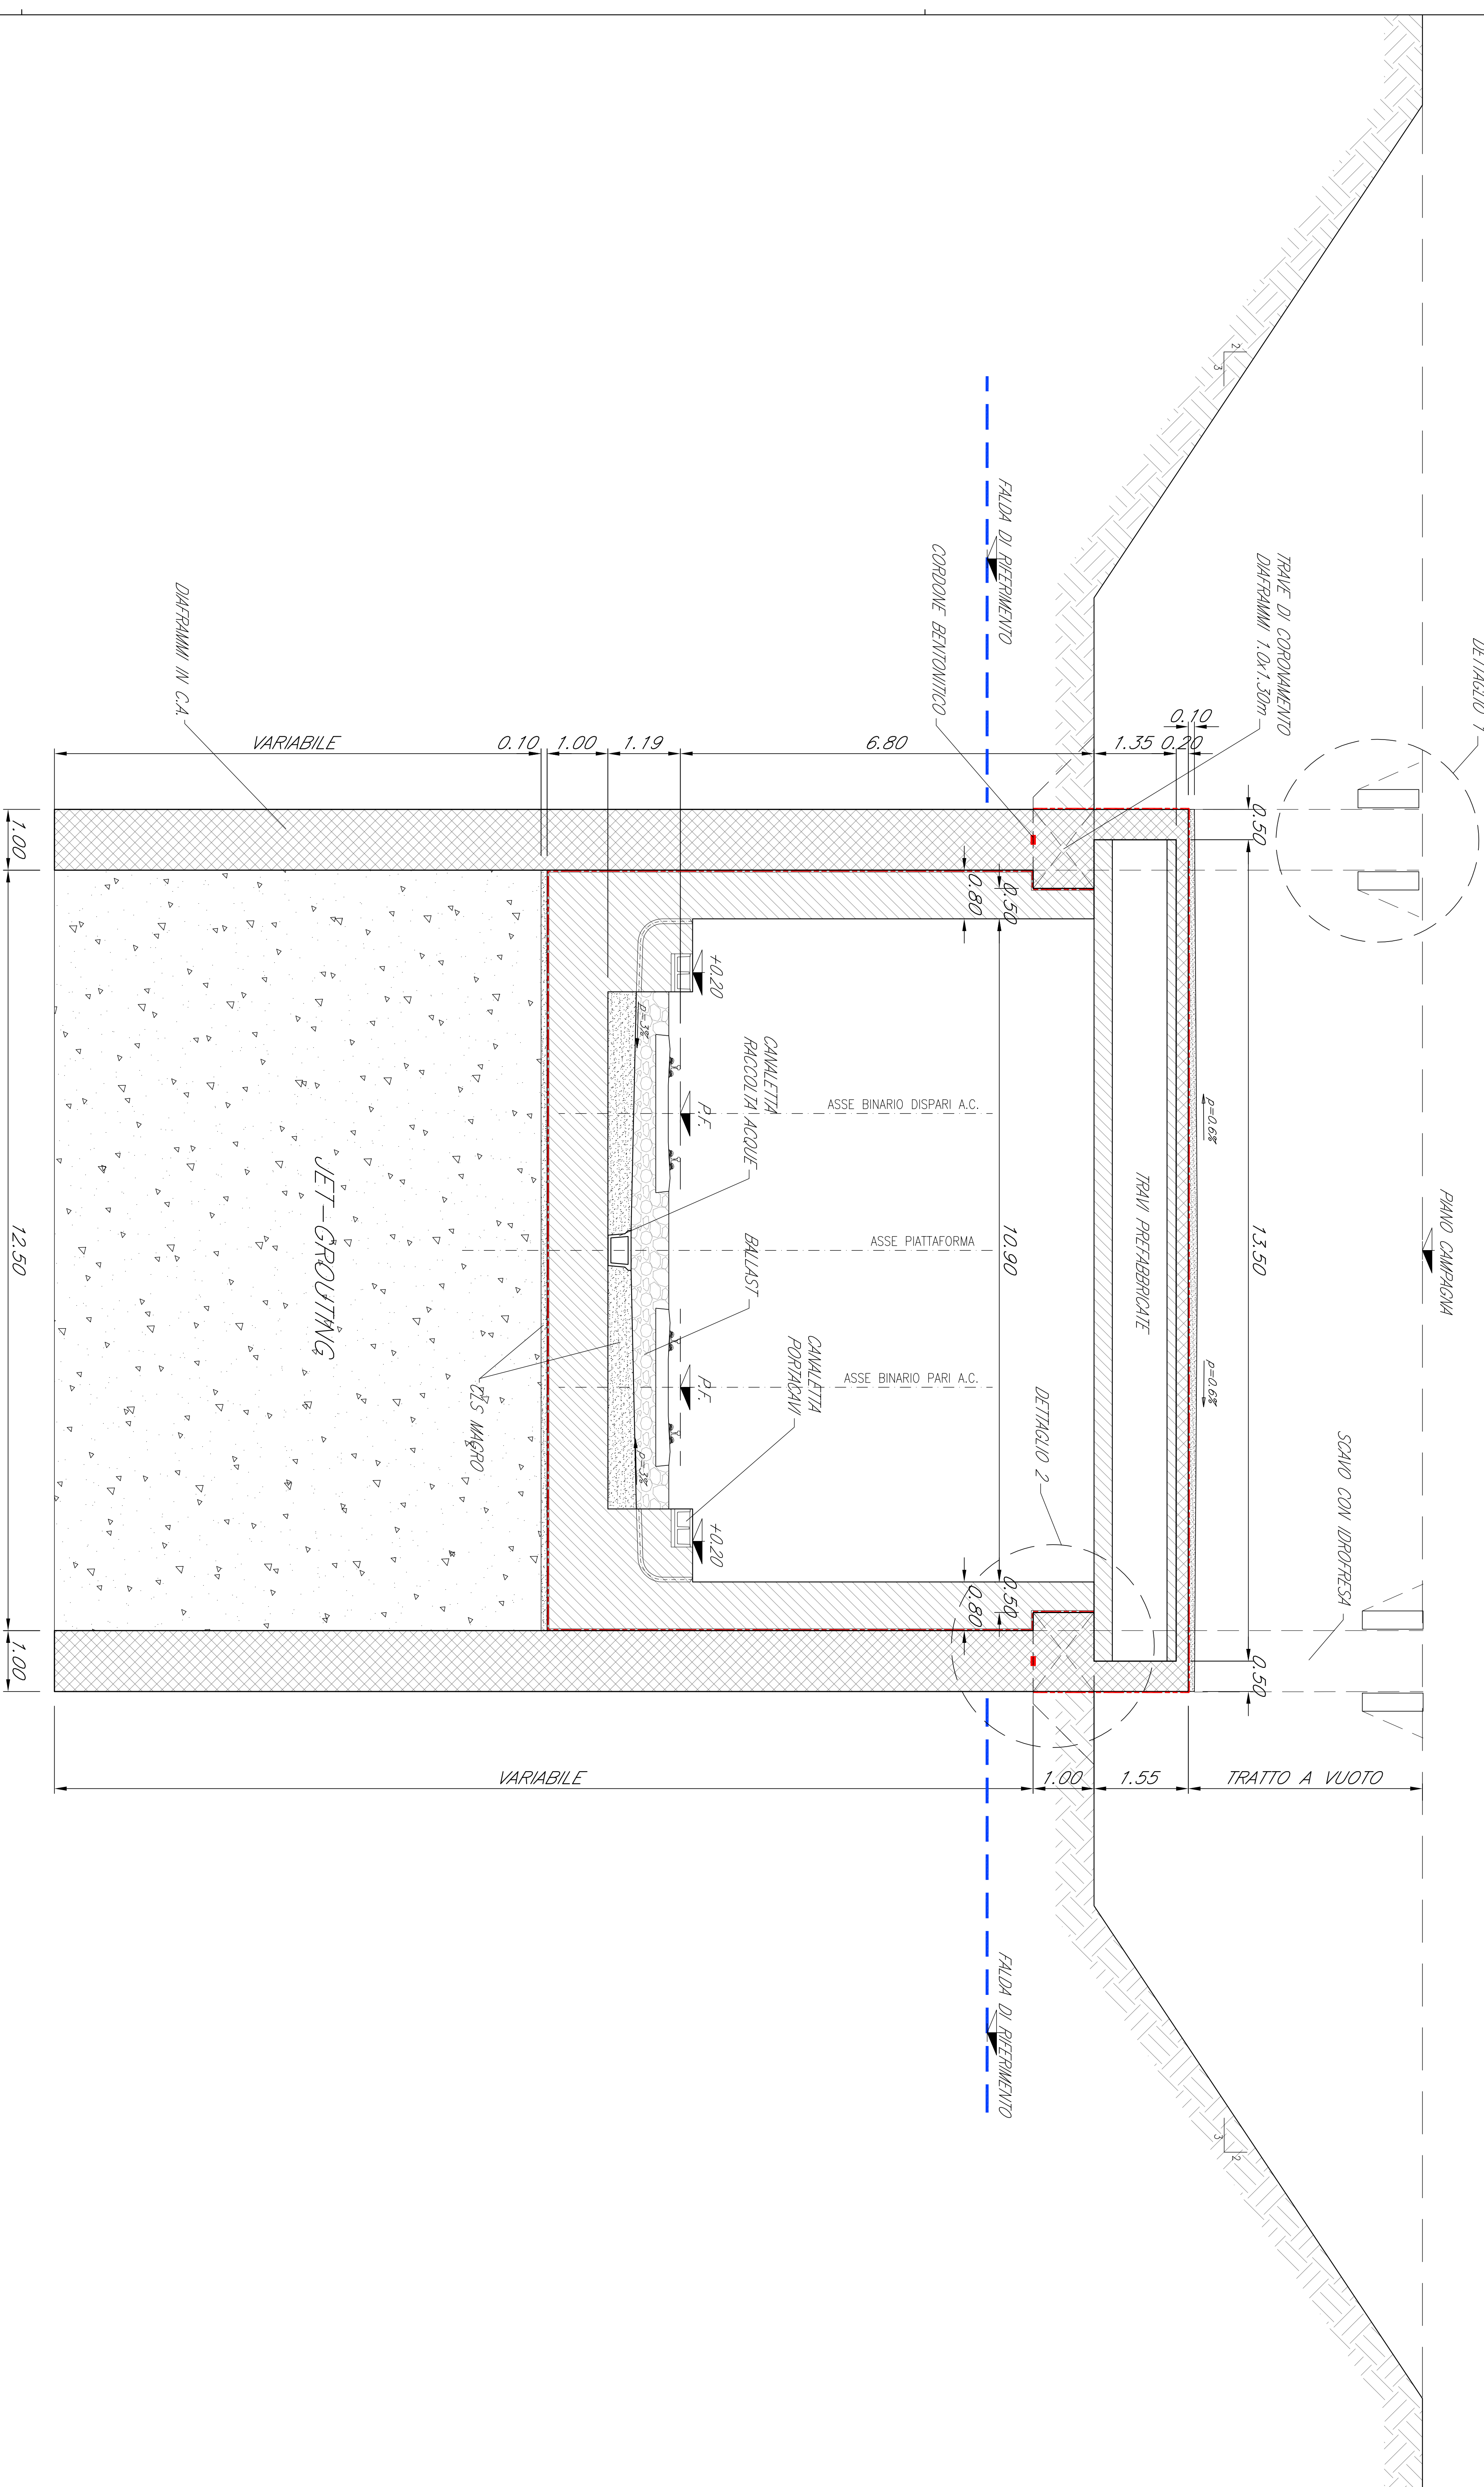 DETTAGLIO 1
PIANO CAMPAGNA
SCAVO CON IDROFRESA
TRAVE DI CORONAMENTO
DIAFRAMMI 1.0x1.30m
0.50
13.50
0.50
p=0.6%
p=0.6%
TRAVI PREFABBRICATE
0.10
0.20
1.35
6.80
1.19
1.00
0.10
VARIABILE
TRATTO A VUOTO
1.55
1.00
VARIABILE
2
3
3
2
FALDA DI RIFERIMENTO
FALDA DI RIFERIMENTO
CORDONE BENTONITICO
DETTAGLIO 2
0.50
10.90
0.50
0.80
0.80
ASSE BINARIO DISPARI A.C.
ASSE PIATTAFORMA
ASSE BINARIO PARI A.C.
CANALETTA
PORTACAVI
CANALETTA
RACCOLTA ACQUE
BALLAST
+0.20
P.F.
P.F.
+0.20
p=3%
p=3%
CLS MAGRO
JET-GROUTING
DIAFRAMMI IN C.A.
1.00
12.50
1.00